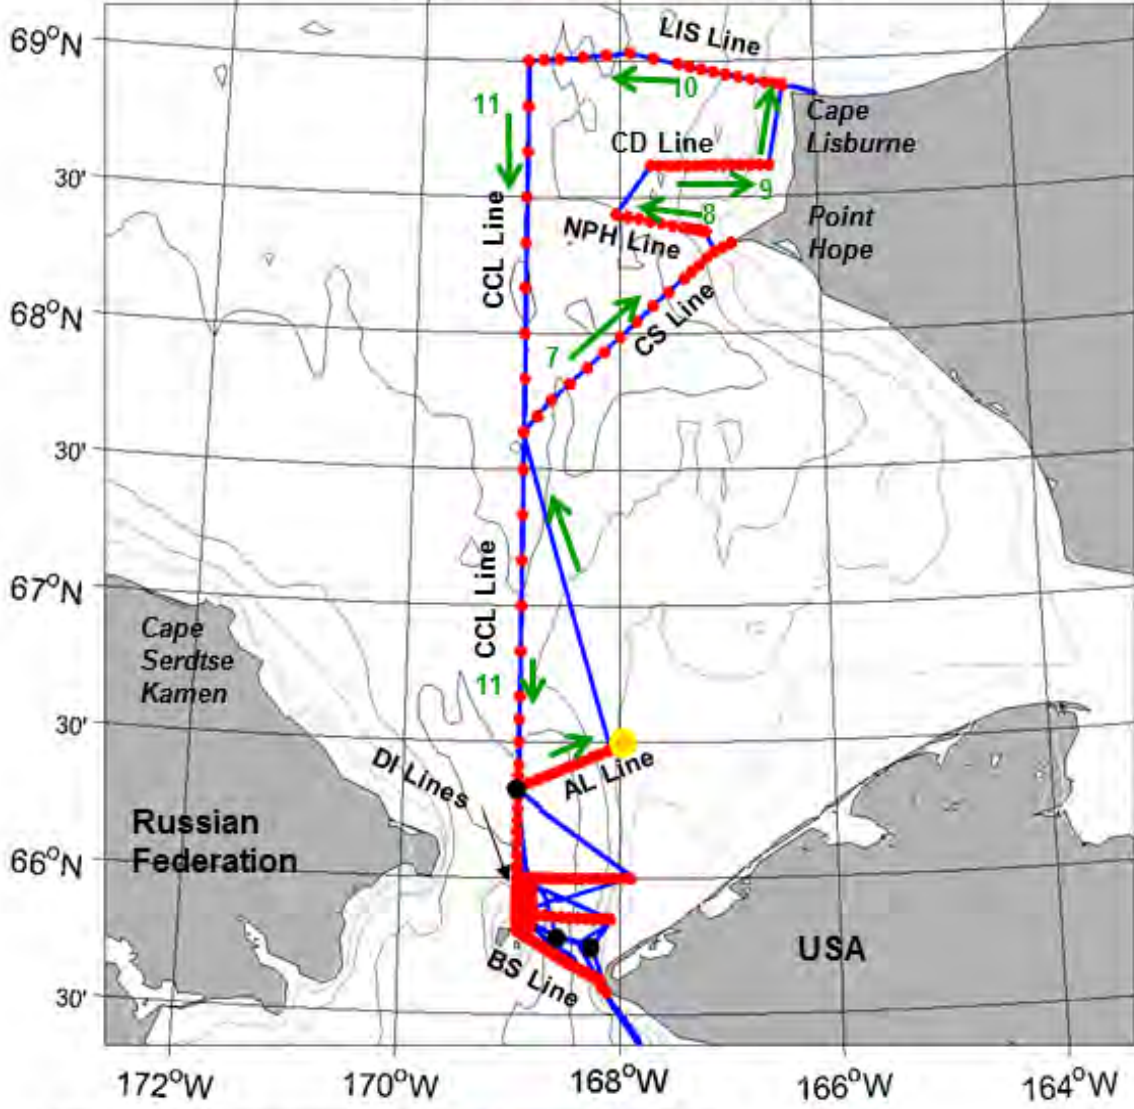 69°N
LIS Line
10
11
Cape
Lisburne
CD Line
30'
9
8
CCL Line
NPH Line
Point
Hope
68°N
CS Line
7
30'
CCL Line
67°N
Cape
Serdtse
Kamen
11
30'
DI Lines
AL Line
Russian
Federation
66°N
USA
BS Line
30'
172°W
170°W
168°W
166°W
164°W